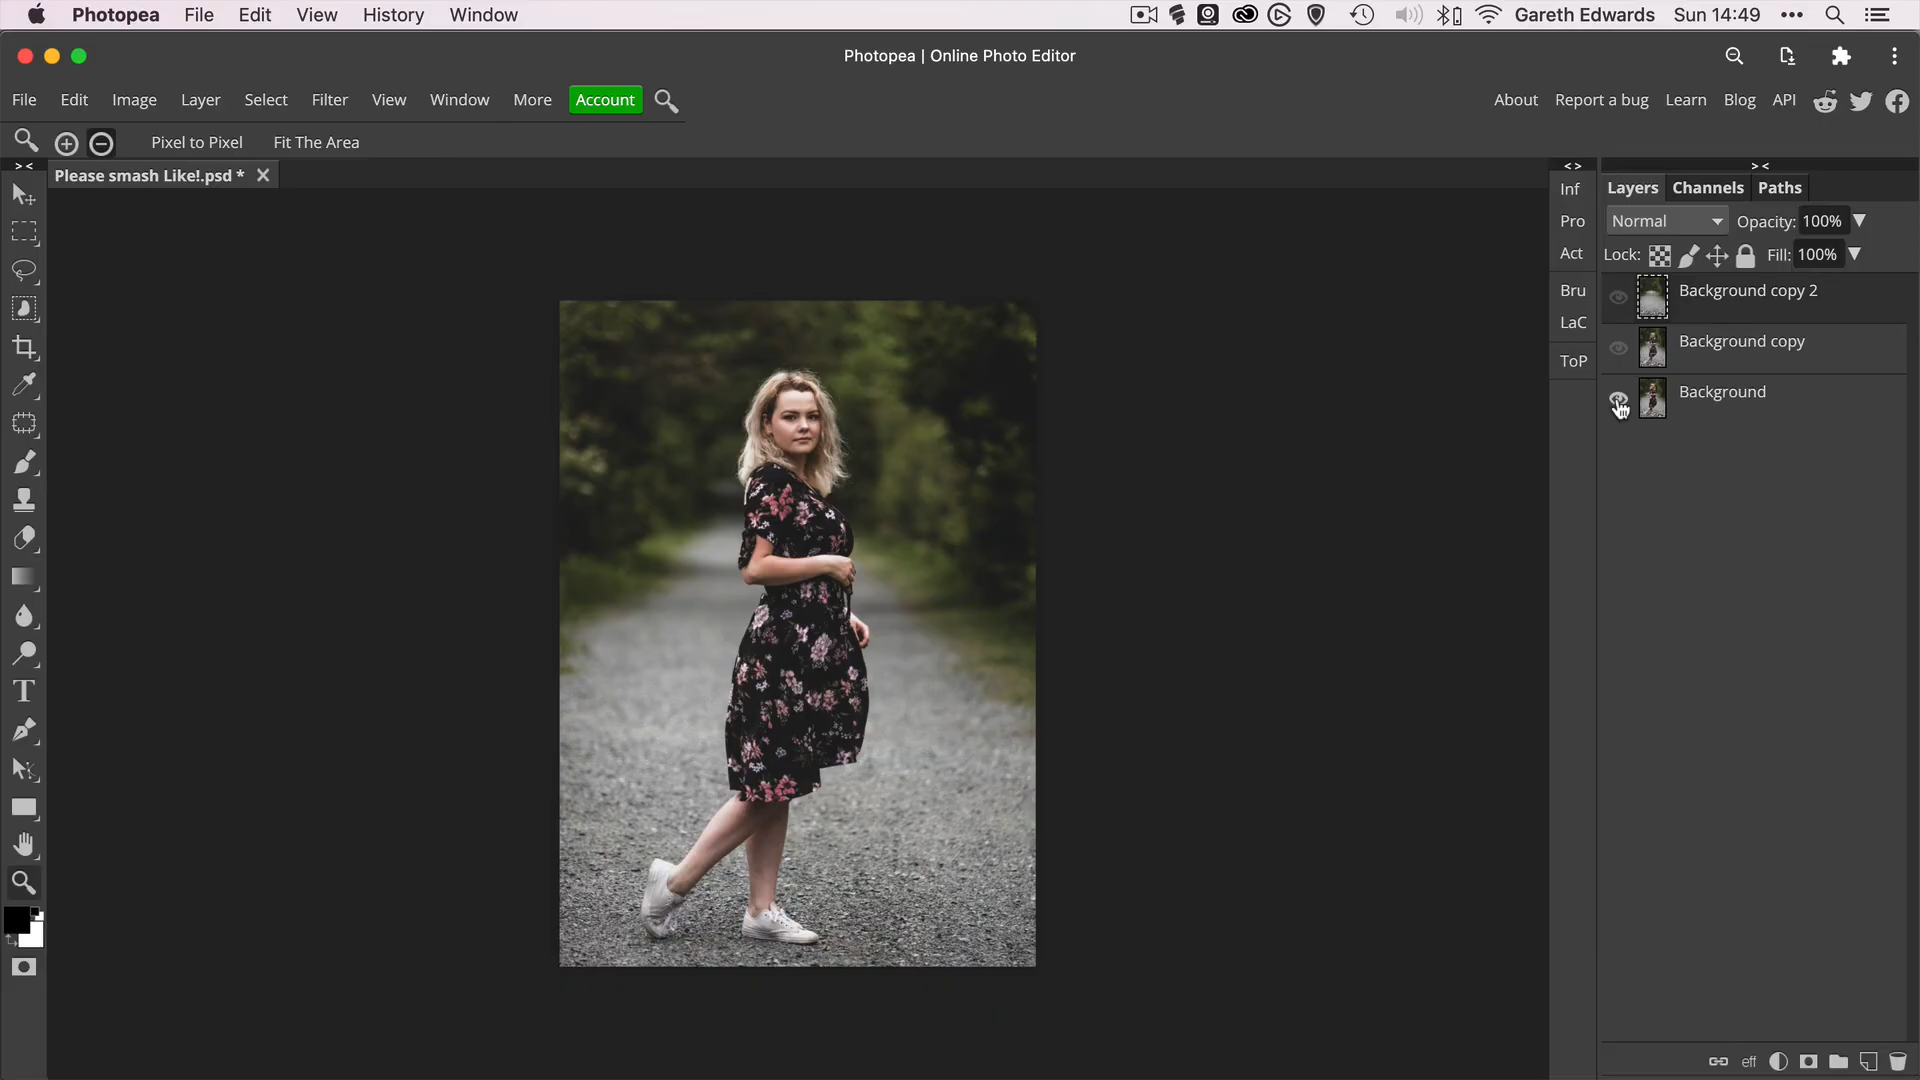 Photopea File Edit View History Window Gareth Edwards Sun 14:49
Photopea | Online Photo Editor
File Edit Image Layer Select Filter View Window More Account About Report a bug Learn Blog API
Pixel to Pixel Fit The Area
> < Please smash Like!.psd * < > > <
Layers Channels Paths
Inf
Pro
Act
Bru
LaC
ToP
Normal Opacity: 100%
Lock: Fill: 100%
Background copy 2
Background copy
Background
eff